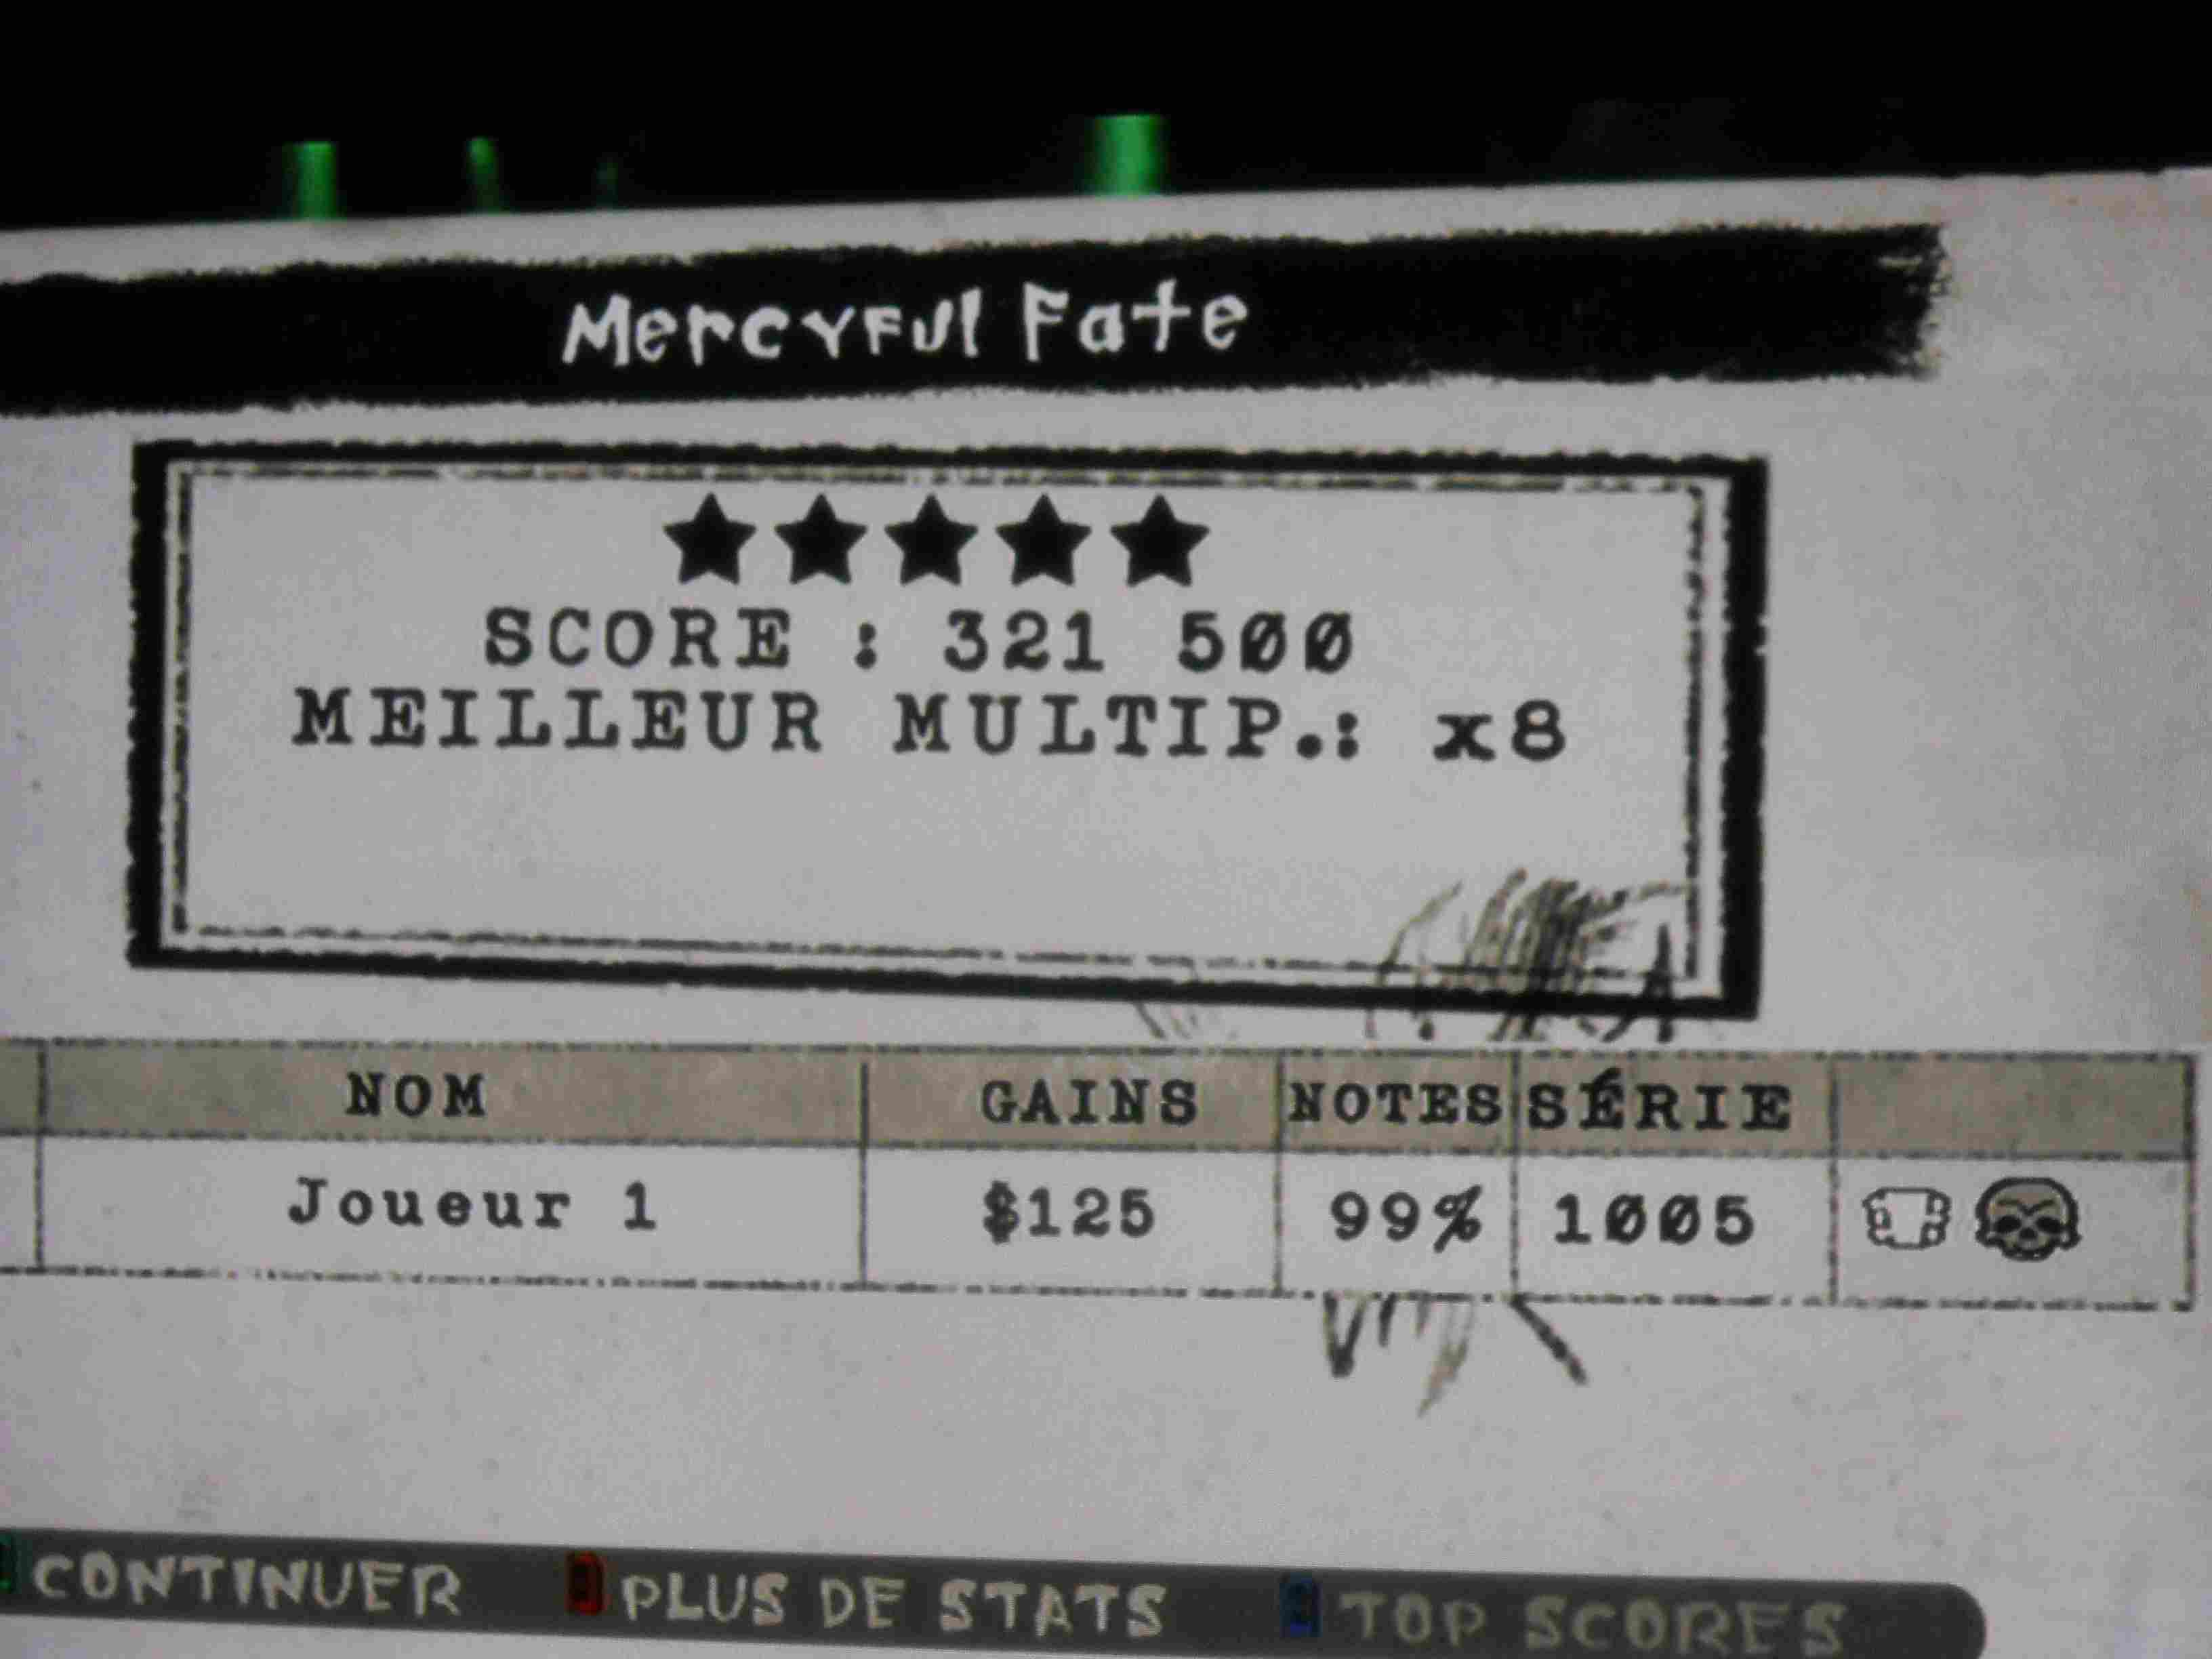 Mercyful Fate
SCORE : 321 500
MEILLEUR MULTIP.: x8
NOM GAINS NOTES SÉRIE
Joueur 1 $125 99% 1005
CONTINUER PLUS DE STATS TOP SCORES